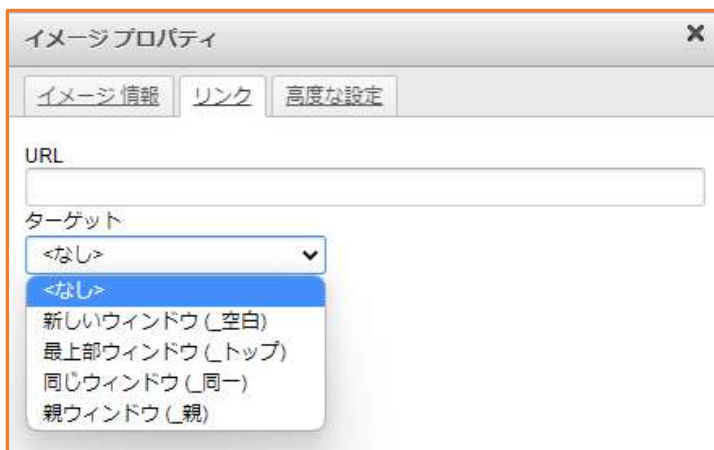 イメージ プロパティ
イメージ 情報 リンク 高度な設定
URL
ターゲット
<なし>
<なし>
新しいウィンドウ (_空白)
最上部ウィンドウ (_トップ)
同じウィンドウ (_同一)
親ウィンドウ (_親)